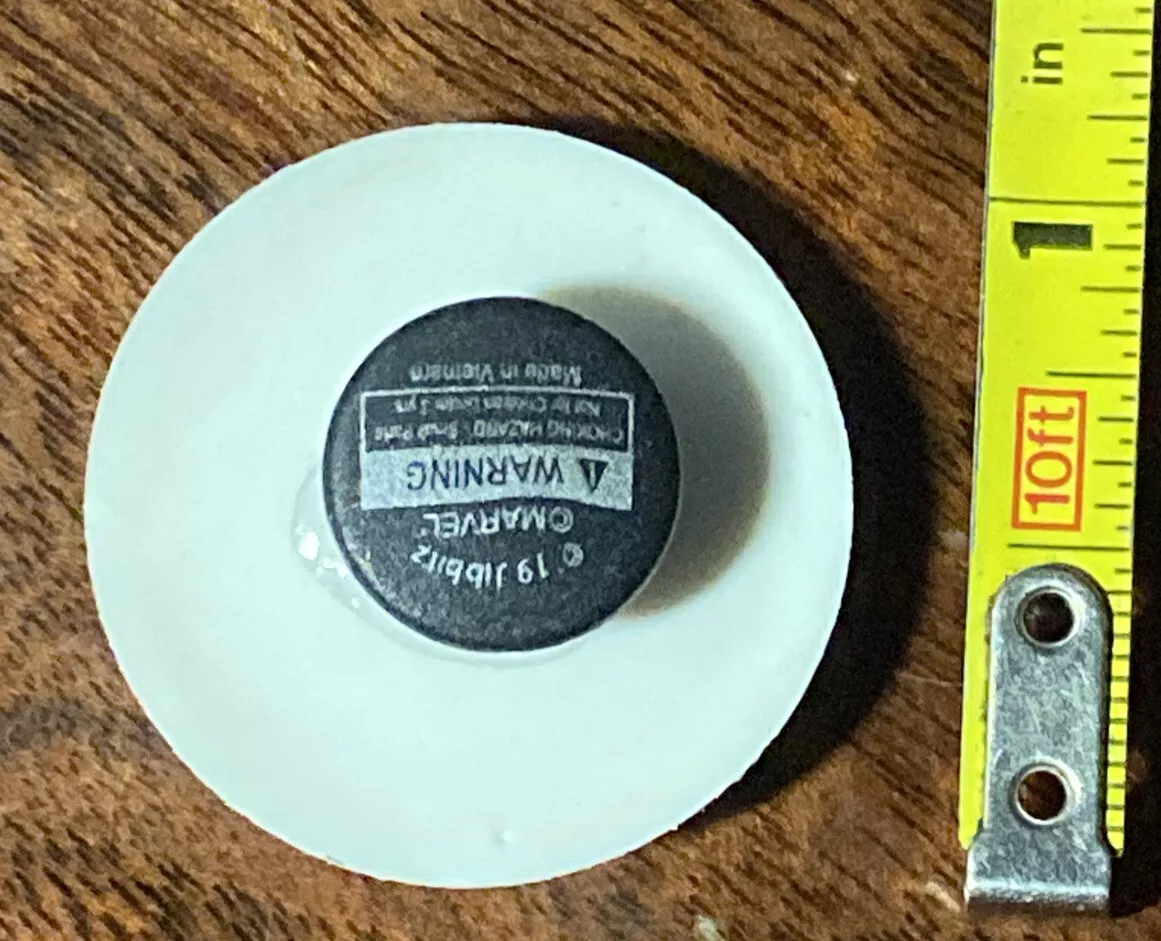 © '19 Jibbitz
©MARVEL
⚠ WARNING
CHOKING HAZARD - Small Parts
Not for Children under 3 yrs
Made in Vietnam
in
1
10ft